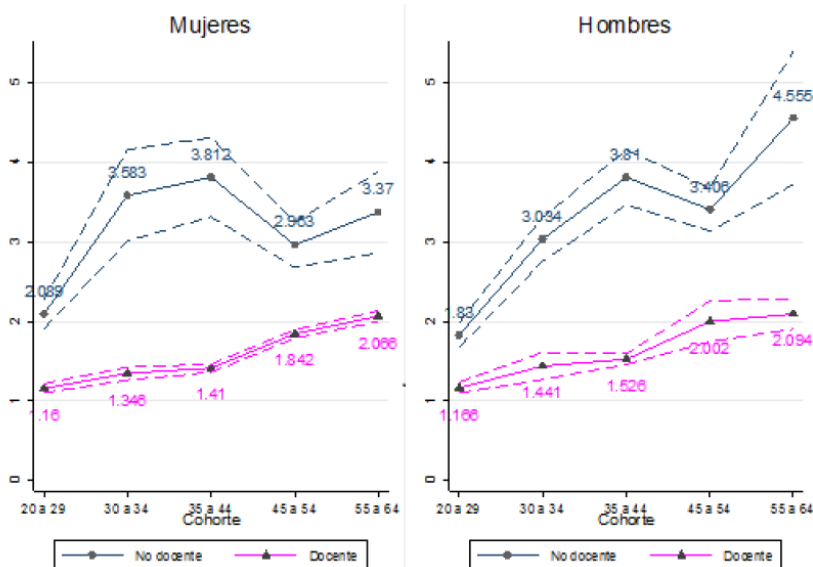 Mujeres
5
4
3
2
1
0
3.583
3.812
2.963
3.37
2.089
1.16
1.346
1.41
1.842
2.066
20 a 29
30 a 34
35 a 44
45 a 54
55 a 64
Cohorte
No docente
Docente
Hombres
5
4
3
2
1
0
4.555
3.81
3.406
3.034
1.83
1.166
1.441
1.526
2.002
2.094
20 a 29
30 a 34
35 a 44
45 a 54
55 a 64
Cohorte
No docente
Docente